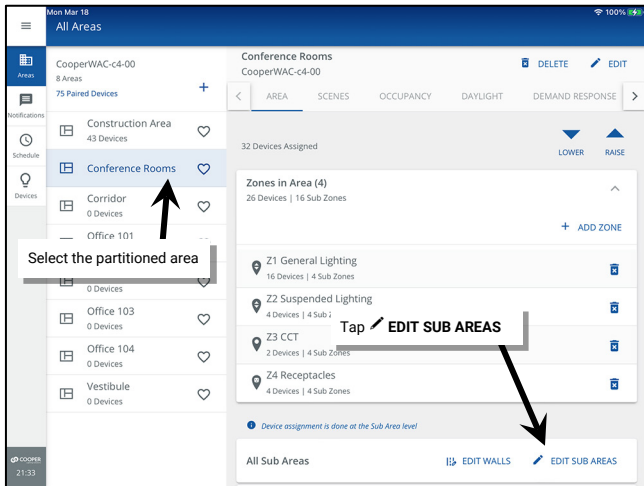 Mon Mar 18
100%
All Areas
Areas
Notifications
Schedule
Devices
COOPER
21:33
CooperWAC-c4-00
8 Areas
75 Paired Devices
+
Construction Area
43 Devices
Conference Rooms
Corridor
0 Devices
Office 101
Select the partitioned area
0 Devices
Office 103
0 Devices
Office 104
0 Devices
Vestibule
0 Devices
Conference Rooms
CooperWAC-c4-00
DELETE
EDIT
< AREA SCENES OCCUPANCY DAYLIGHT DEMAND RESPONSE >
32 Devices Assigned
LOWER RAISE
Zones in Area (4)
26 Devices | 16 Sub Zones
+ ADD ZONE
Z1 General Lighting
16 Devices | 4 Sub Zones
Z2 Suspended Lighting
4 Devices | 4 Sub
Tap EDIT SUB AREAS
Z3 CCT
2 Devices | 4 Sub Zones
Z4 Receptacles
4 Devices | 4 Sub Zones
Device assignment is done at the Sub Area level
All Sub Areas
EDIT WALLS
EDIT SUB AREAS